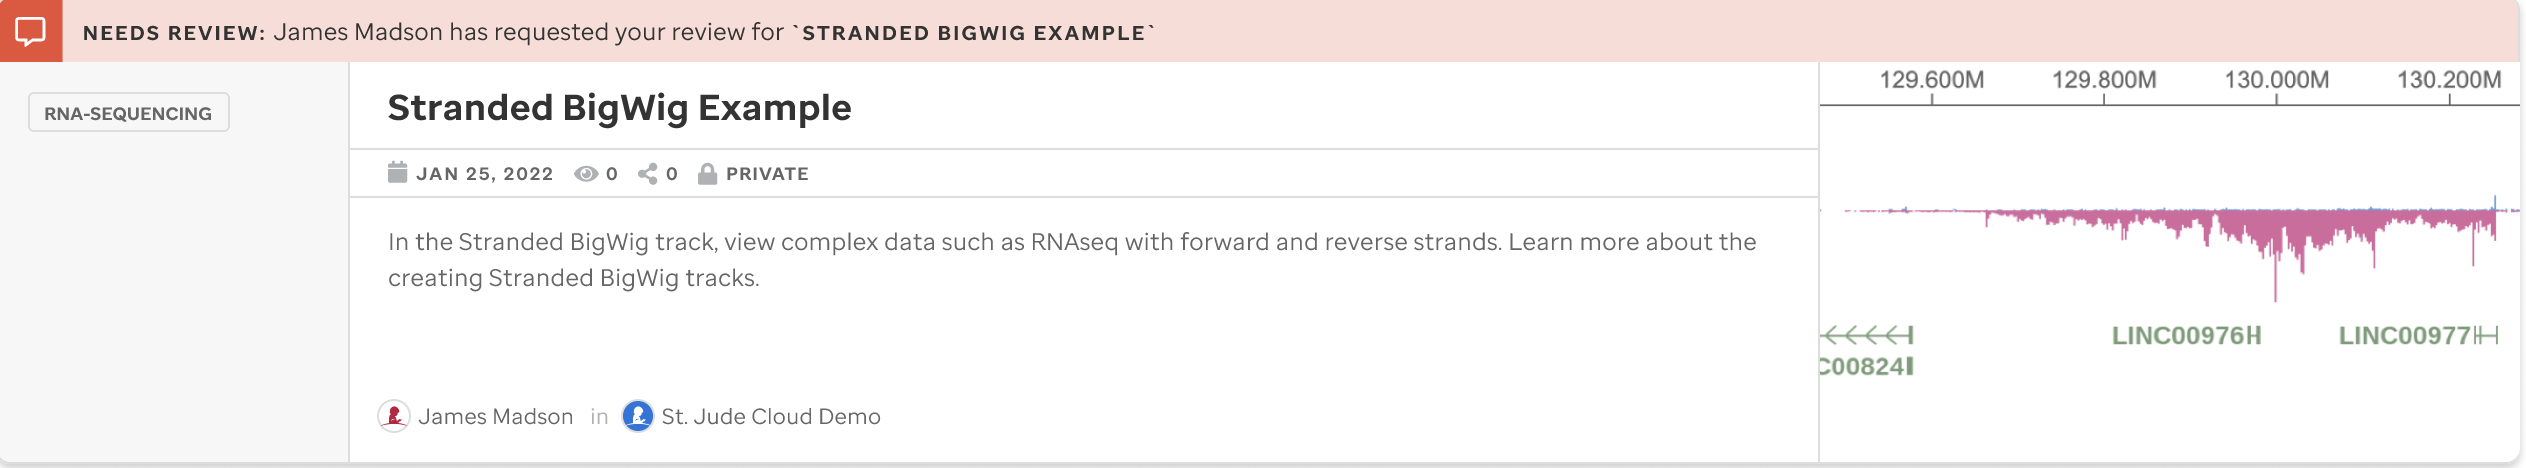 NEEDS REVIEW: James Madson has requested your review for `STRANDED BIGWIG EXAMPLE`
RNA-SEQUENCING
Stranded BigWig Example
JAN 25, 2022 0 0 PRIVATE
In the Stranded BigWig track, view complex data such as RNAseq with forward and reverse strands. Learn more about the
creating Stranded BigWig tracks.
James Madson in St. Jude Cloud Demo
129.600M 129.800M 130.000M 130.200M
LINC00976 LINC00977
C00824